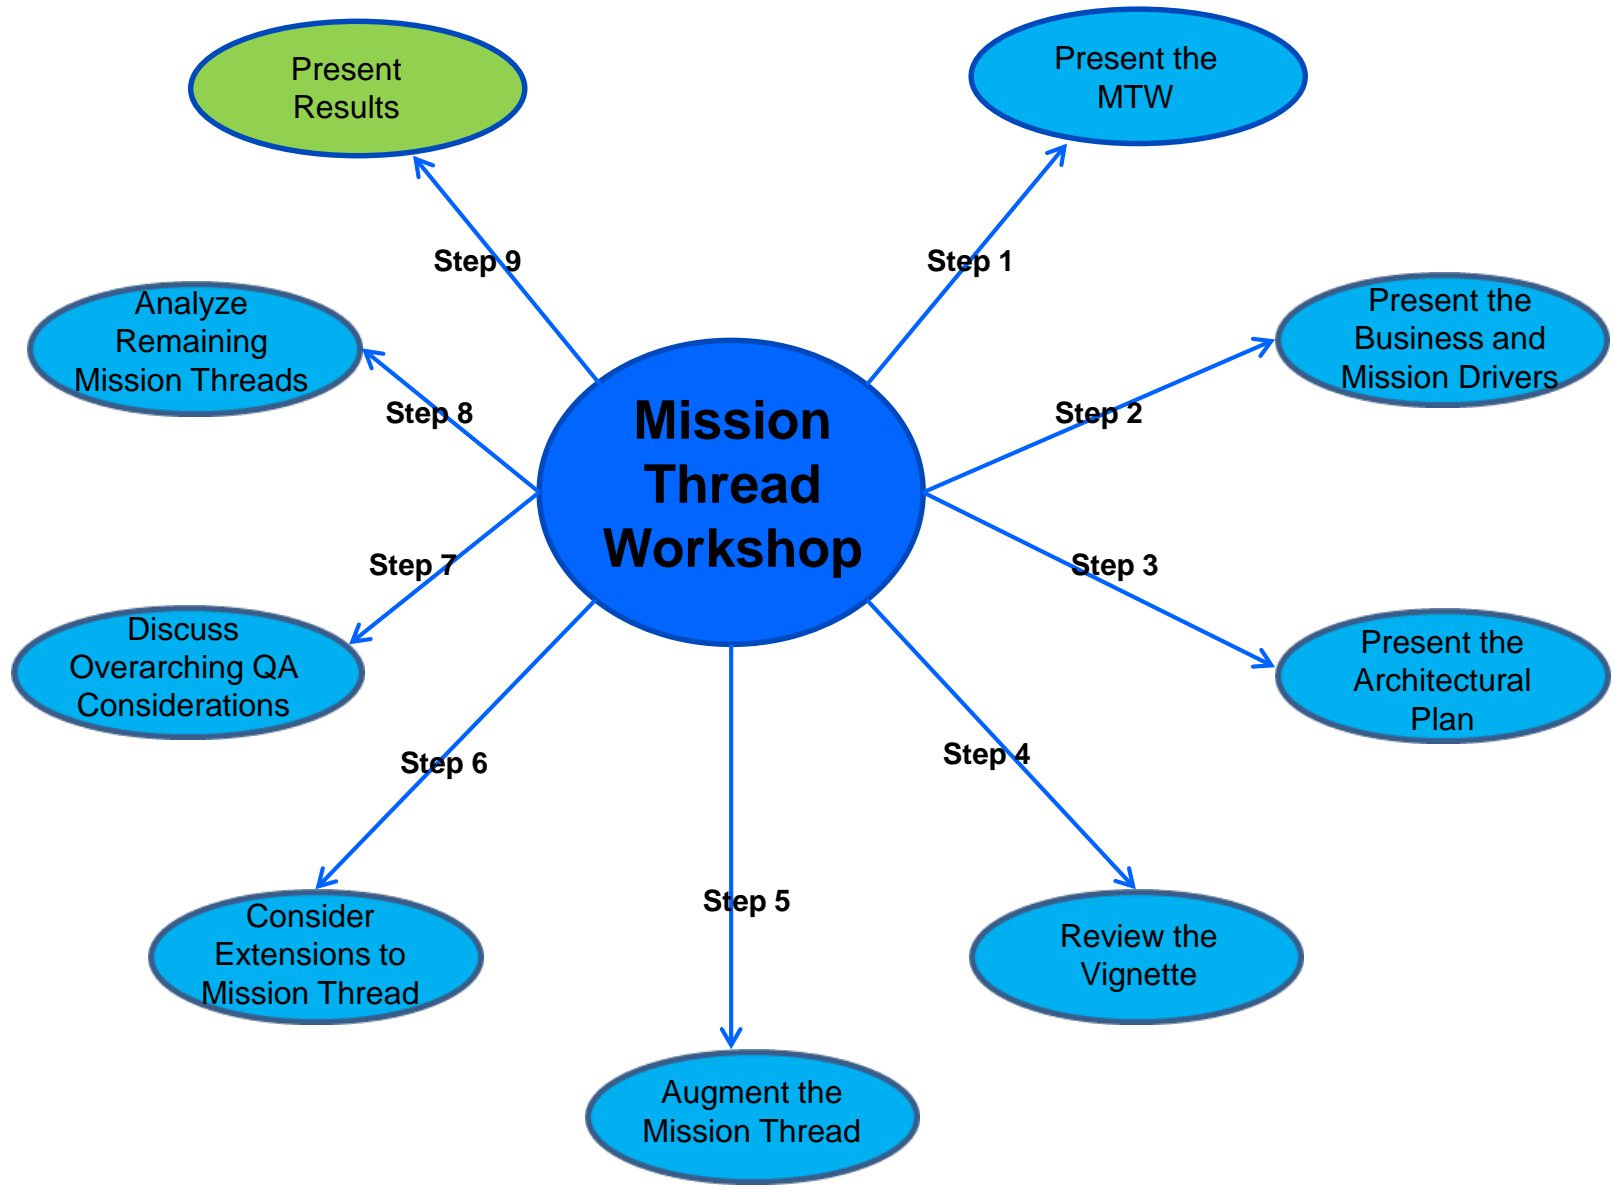 Mission
Thread
Workshop
Step 1
Present the
MTW
Step 2
Present the
Business and
Mission Drivers
Step 3
Present the
Architectural
Plan
Step 4
Review the
Vignette
Step 5
Augment the
Mission Thread
Step 6
Consider
Extensions to
Mission Thread
Step 7
Discuss
Overarching QA
Considerations
Step 8
Analyze
Remaining
Mission Threads
Step 9
Present
Results